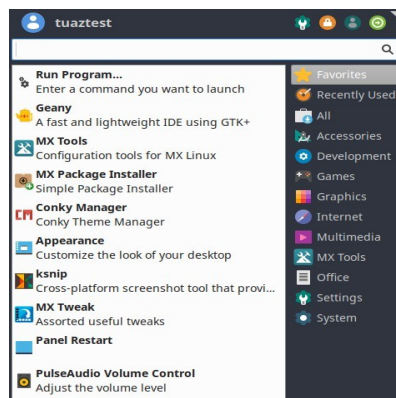 tuaztest
Run Program...
Enter a command you want to launch
Geany
A fast and lightweight IDE using GTK+
MX Tools
Configuration tools for MX Linux
MX Package Installer
Simple Package Installer
Conky Manager
Conky Theme Manager
Appearance
Customize the look of your desktop
ksnip
Cross-platform screenshot tool that provi...
MX Tweak
Assorted useful tweaks
Panel Restart
PulseAudio Volume Control
Adjust the volume level
Favorites
Recently Used
All
Accessories
Development
Games
Graphics
Internet
Multimedia
MX Tools
Office
Settings
System